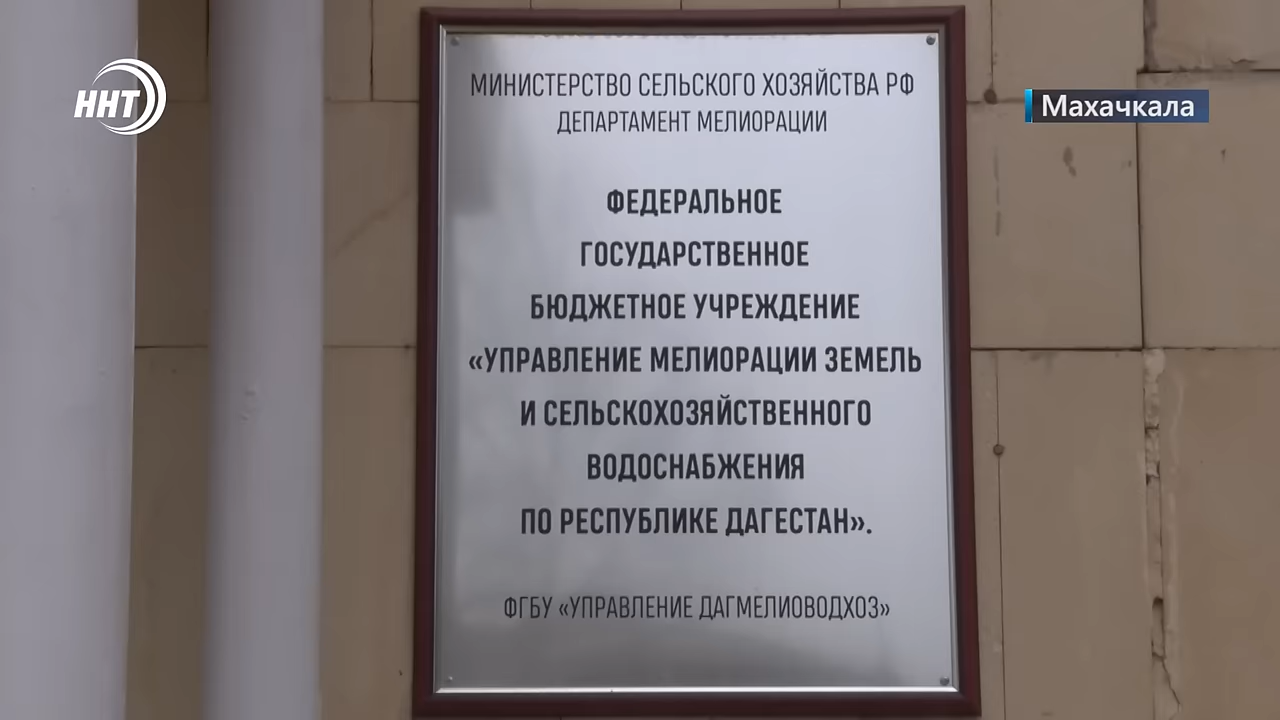 ННТ
Махачкала
МИНИСТЕРСТВО СЕЛЬСКОГО ХОЗЯЙСТВА РФ
ДЕПАРТАМЕНТ МЕЛИОРАЦИИ
ФЕДЕРАЛЬНОЕ
ГОСУДАРСТВЕННОЕ
БЮДЖЕТНОЕ УЧРЕЖДЕНИЕ
«УПРАВЛЕНИЕ МЕЛИОРАЦИИ ЗЕМЕЛЬ
И СЕЛЬСКОХОЗЯЙСТВЕННОГО
ВОДОСНАБЖЕНИЯ
ПО РЕСПУБЛИКЕ ДАГЕСТАН».
ФГБУ «УПРАВЛЕНИЕ ДАГМЕЛИОВОДХОЗ»